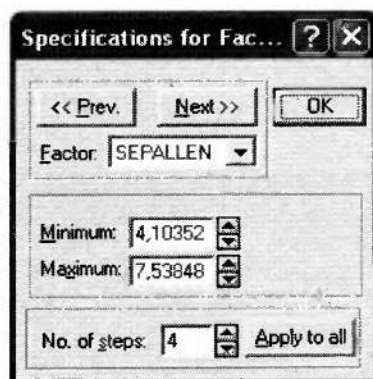 Specifications for Fac... ? X
<< Prev. Next >> OK
Factor: SEPALLEN
Minimum: 4,10352
Maximum: 7,53848
No. of steps: 4 Apply to all